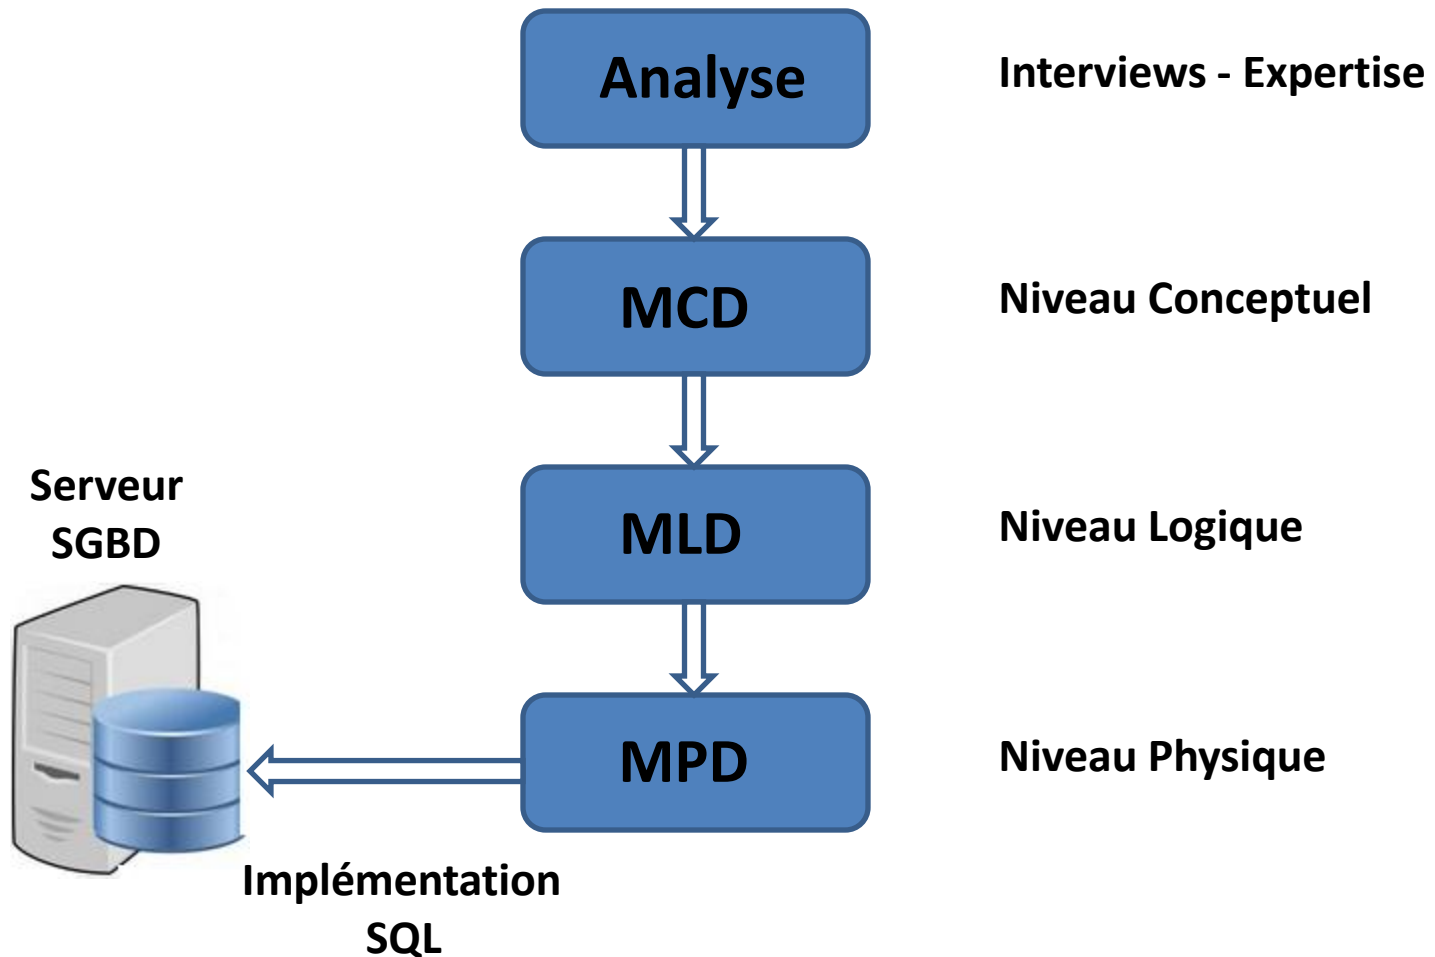 Analyse
Interviews - Expertise
MCD
Niveau Conceptuel
Serveur
SGBD
MLD
Niveau Logique
MPD
Niveau Physique
Implémentation
SQL